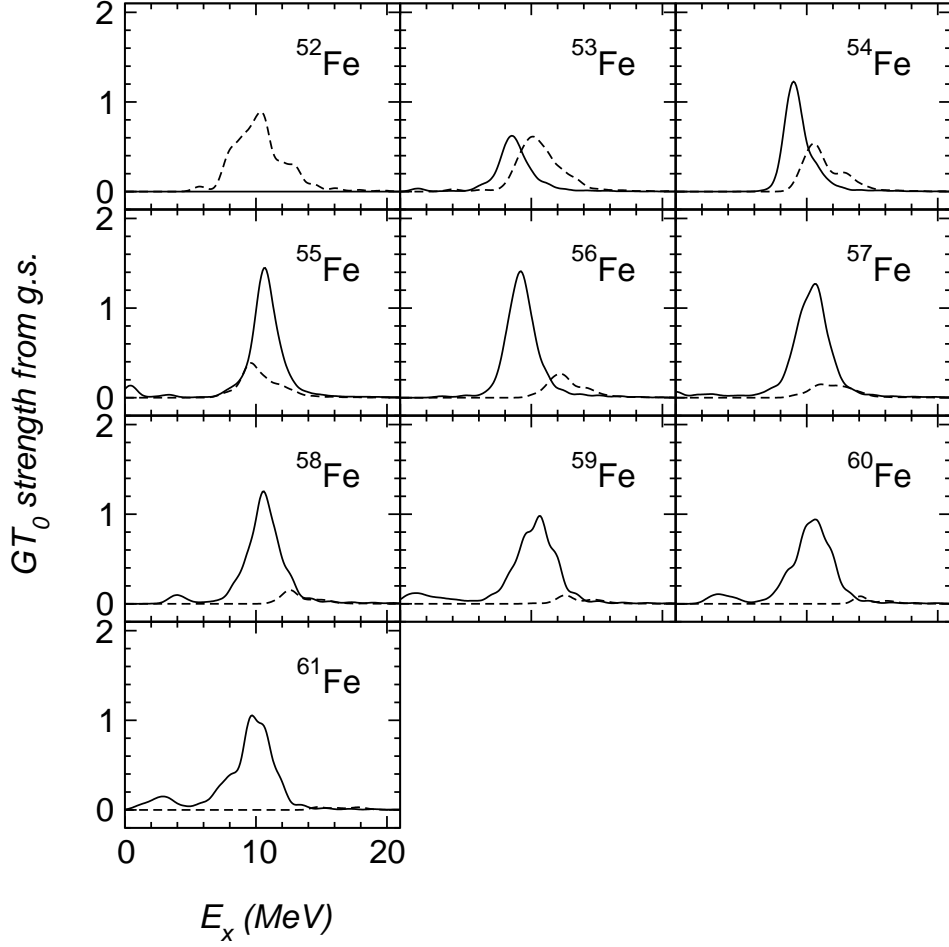 2
⁵²Fe
⁵³Fe
⁵⁴Fe
1
0
2
⁵⁵Fe
⁵⁶Fe
⁵⁷Fe
1
0
2
⁵⁸Fe
⁵⁹Fe
⁶⁰Fe
1
0
2
⁶¹Fe
1
0
0
10
20
GT₀ strength from g.s.
Eₓ (MeV)